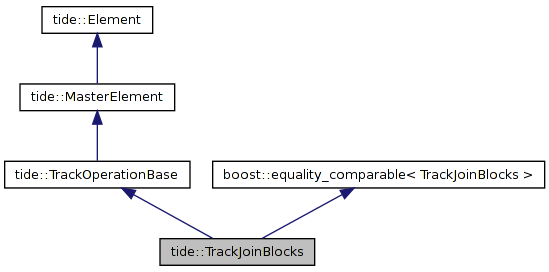 tide::Element
tide::MasterElement
tide::TrackOperationBase
boost::equality_comparable< TrackJoinBlocks >
tide::TrackJoinBlocks